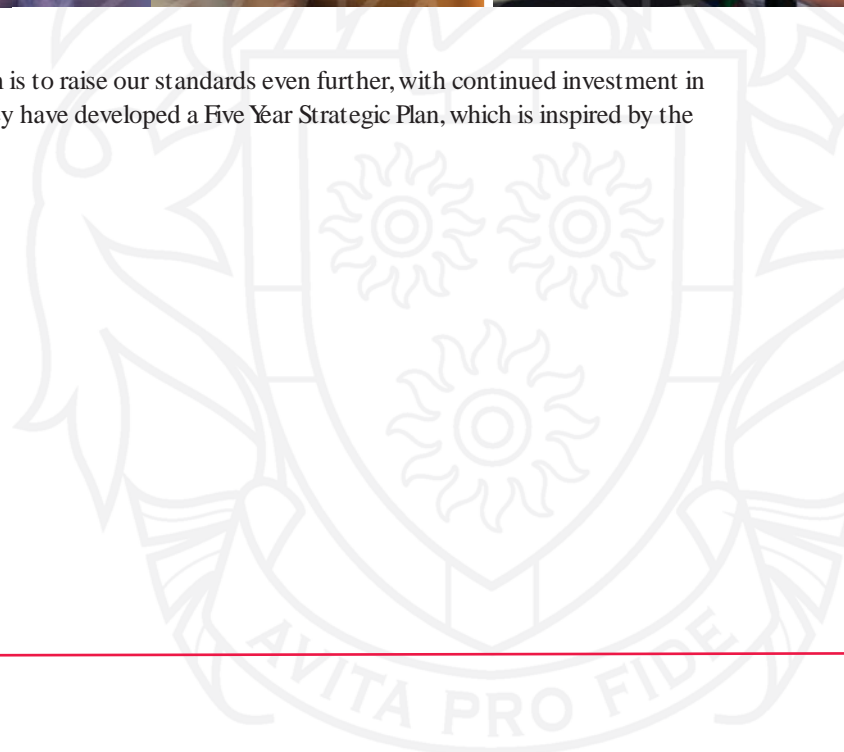 is to raise our standards even further, with continued investment in
have developed a Five Year Strategic Plan, which is inspired by the
AVITA PRO FIDE